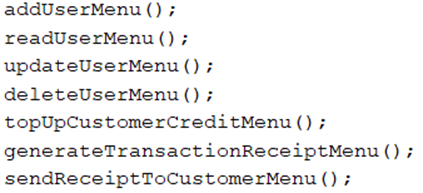 addUserMenu();
readUserMenu();
updateUserMenu();
deleteUserMenu();
topUpCustomerCreditMenu();
generateTransactionReceiptMenu();
sendReceiptToCustomerMenu();